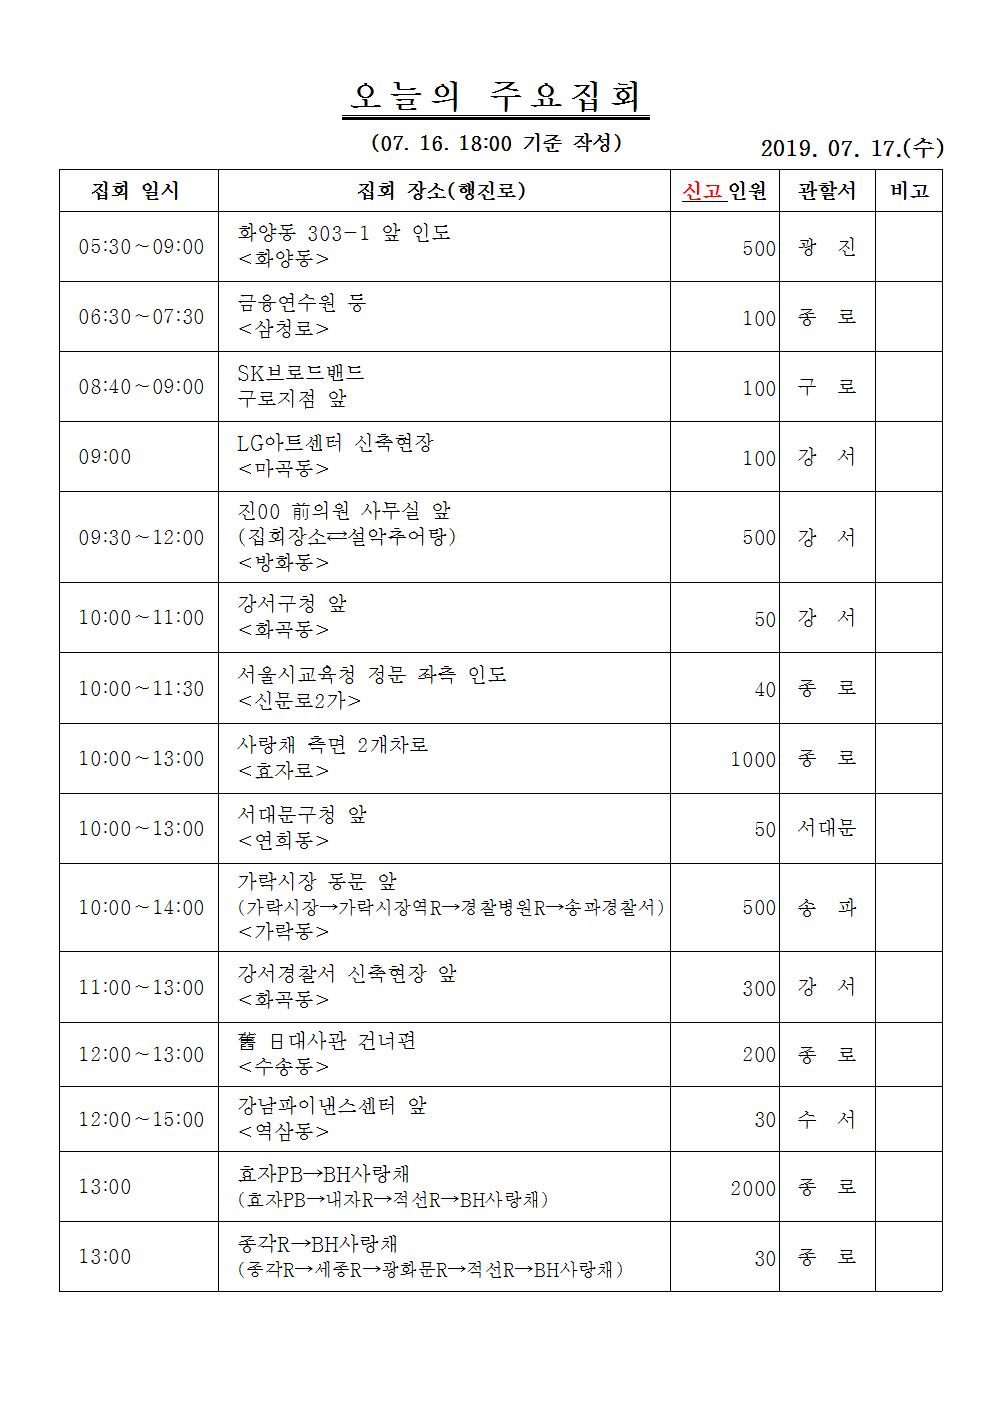 오늘의 주요집회
(07. 16. 18:00 기준 작성)
2019. 07. 17.(수)
집회 일시 집회 장소(행진로) 신고인원 관할서 비고
05:30~09:00 화양동 303-1 앞 인도 500 광 진
<화양동>
06:30~07:30 금융연수원 등 100 종 로
<삼청로>
08:40~09:00 SK브로드밴드 100 구 로
구로지점 앞
09:00 LG아트센터 신축현장 100 강 서
<마곡동>
진00 前의원 사무실 앞
09:30~12:00 (집회장소⇄설악추어탕) 500 강 서
<방화동>
10:00~11:00 강서구청 앞 50 강 서
<화곡동>
10:00~11:30 서울시교육청 정문 좌측 인도 40 종 로
<신문로2가>
10:00~13:00 사랑채 측면 2개차로 1000 종 로
<효자로>
10:00~13:00 서대문구청 앞 50 서대문
<연희동>
가락시장 동문 앞
10:00~14:00 (가락시장→가락시장역R→경찰병원R→송파경찰서) 500 송 파
<가락동>
11:00~13:00 강서경찰서 신축현장 앞 300 강 서
<화곡동>
12:00~13:00 舊 日대사관 건너편 200 종 로
<수송동>
12:00~15:00 강남파이낸스센터 앞 30 수 서
<역삼동>
13:00 효자PB→BH사랑채 2000 종 로
(효자PB→내자R→적선R→BH사랑채)
13:00 종각R→BH사랑채 30 종 로
(종각R→세종R→광화문R→적선R→BH사랑채)